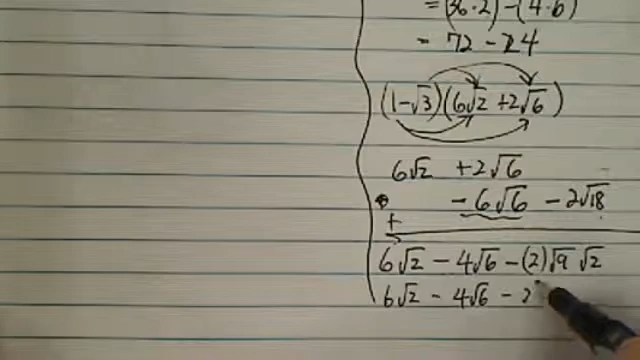 = (36·2) - (4·6)
= 72 - 24
(1-√3)(6√2 +2√6)
6√2 +2√6
- 6√6 - 2√18
+
6√2 - 4√6 - (2)√9 √2
6√2 - 4√6 - 2